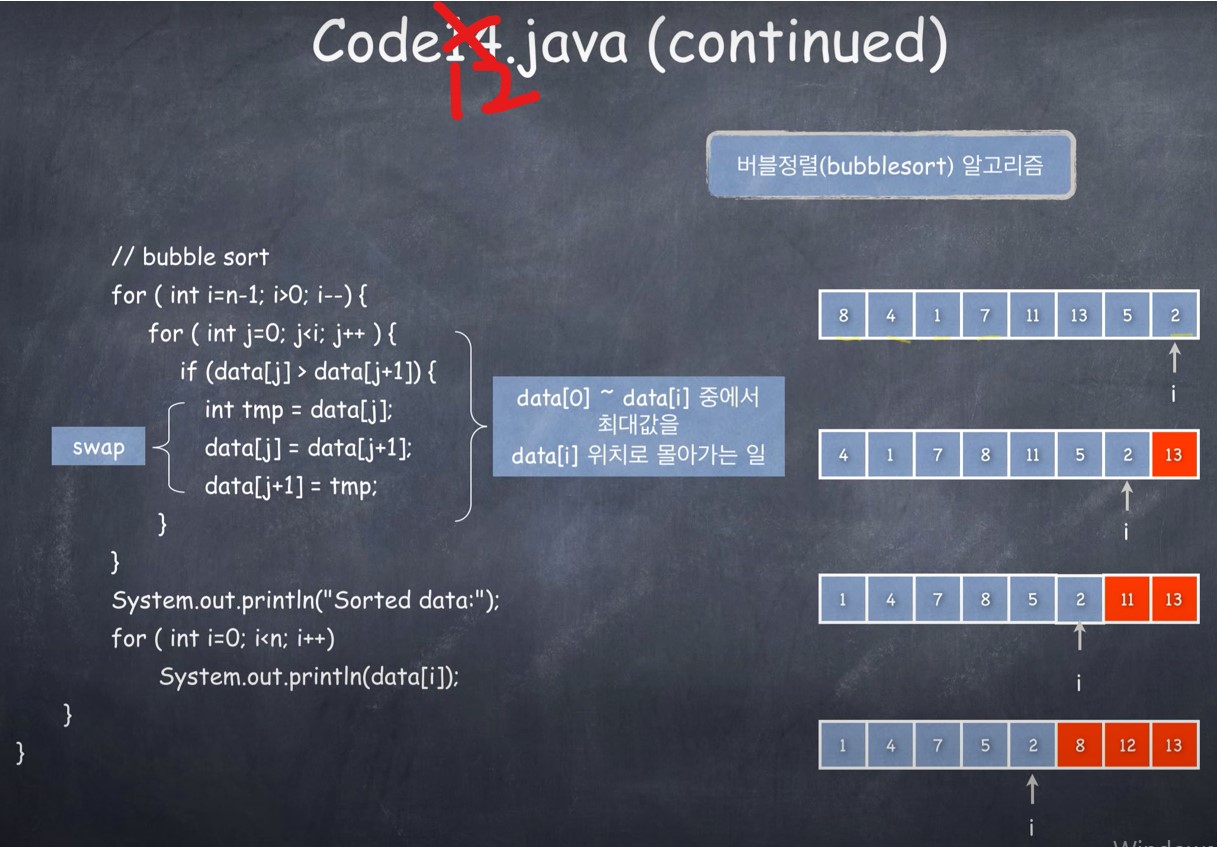 Code14.java (continued)
12
버블정렬(bubblesort) 알고리즘
// bubble sort
for ( int i=n-1; i>0; i--) {
for ( int j=0; j<i; j++ ) {
if (data[j] > data[j+1]) {
int tmp = data[j];
data[j] = data[j+1];
data[j+1] = tmp;
}
}
System.out.println("Sorted data:");
for ( int i=0; i<n; i++)
System.out.println(data[i]);
}
}
swap
data[0] ~ data[i] 중에서
최대값을
data[i] 위치로 몰아가는 일
8 4 1 7 11 13 5 2
i
4 1 7 8 11 5 2 13
i
1 4 7 8 5 2 11 13
i
1 4 7 5 2 8 12 13
i